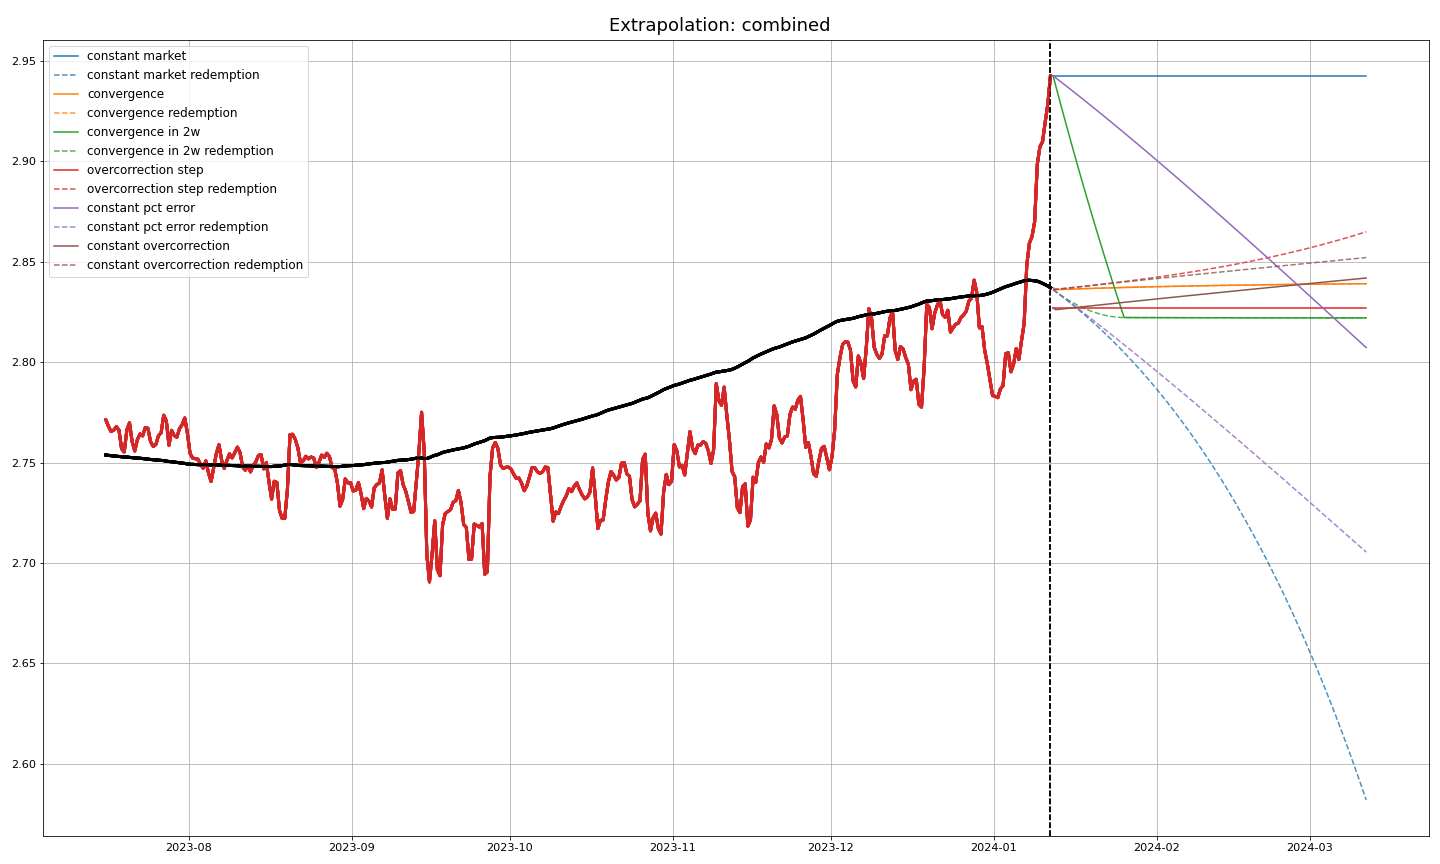 Extrapolation: combined
constant market
constant market redemption
convergence
convergence redemption
convergence in 2w
convergence in 2w redemption
overcorrection step
overcorrection step redemption
constant pct error
constant pct error redemption
constant overcorrection
constant overcorrection redemption
2.95
2.90
2.85
2.80
2.75
2.70
2.65
2.60
2023-08 2023-09 2023-10 2023-11 2023-12 2024-01 2024-02 2024-03